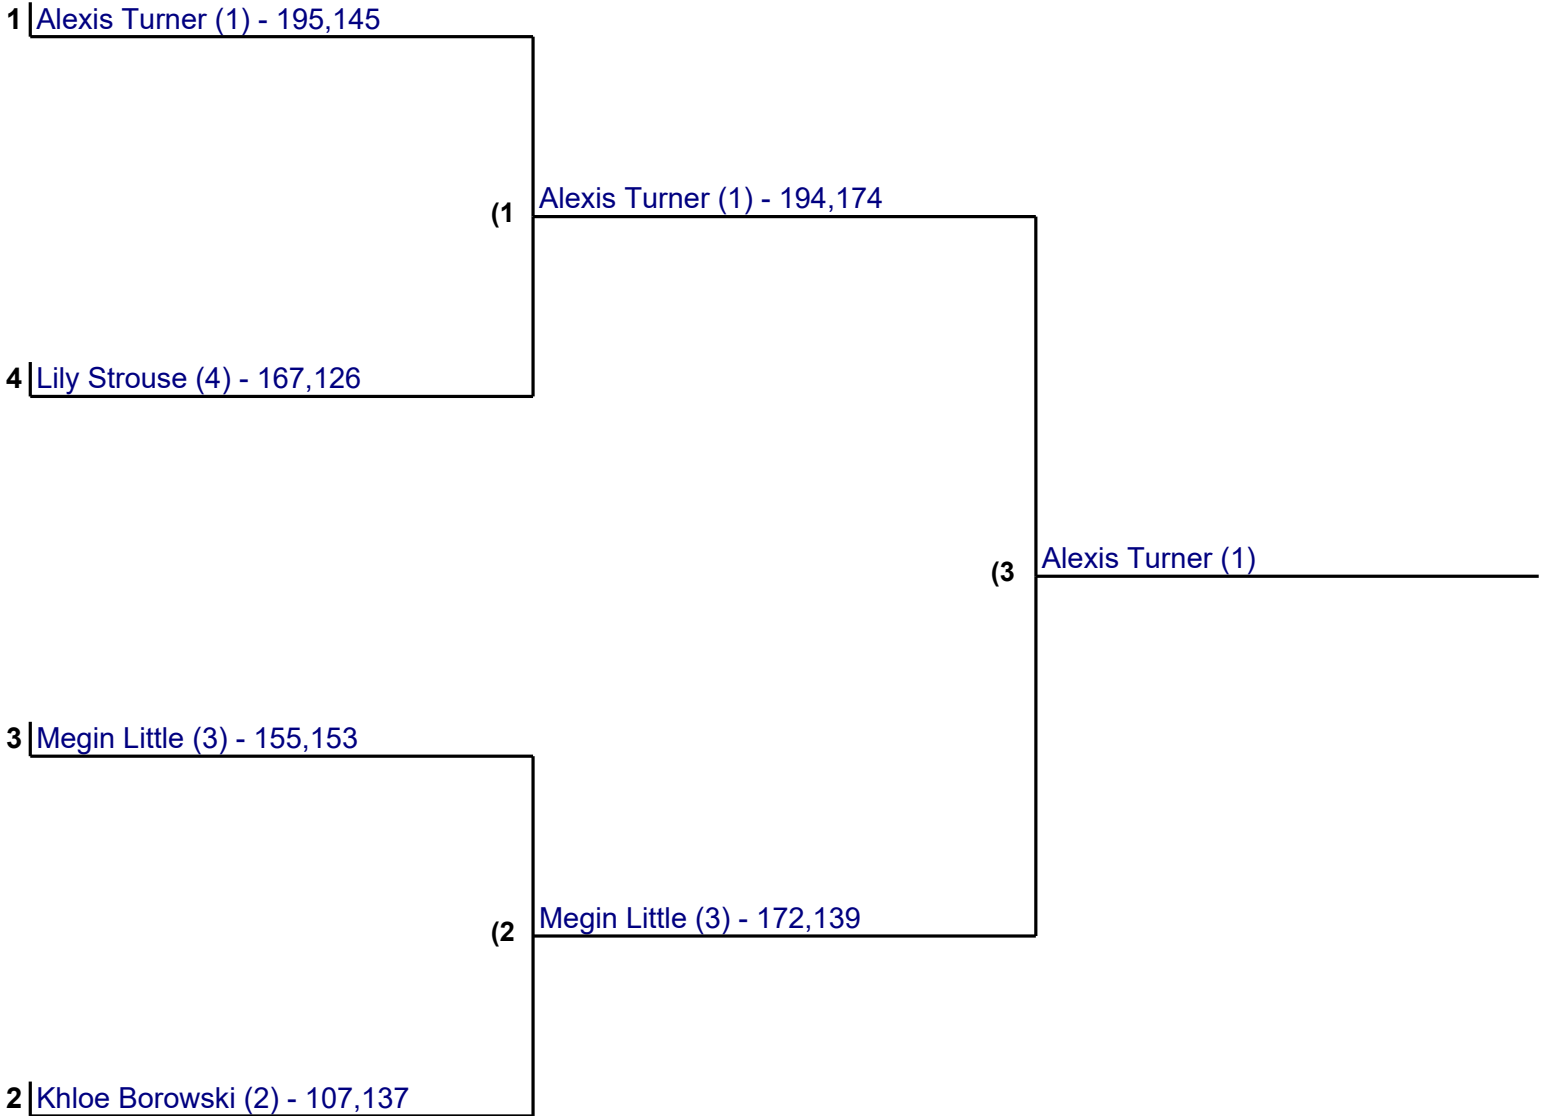 1 Alexis Turner (1) - 195,145
(1 Alexis Turner (1) - 194,174
4 Lily Strouse (4) - 167,126
(3 Alexis Turner (1)
3 Megin Little (3) - 155,153
(2 Megin Little (3) - 172,139
2 Khloe Borowski (2) - 107,137